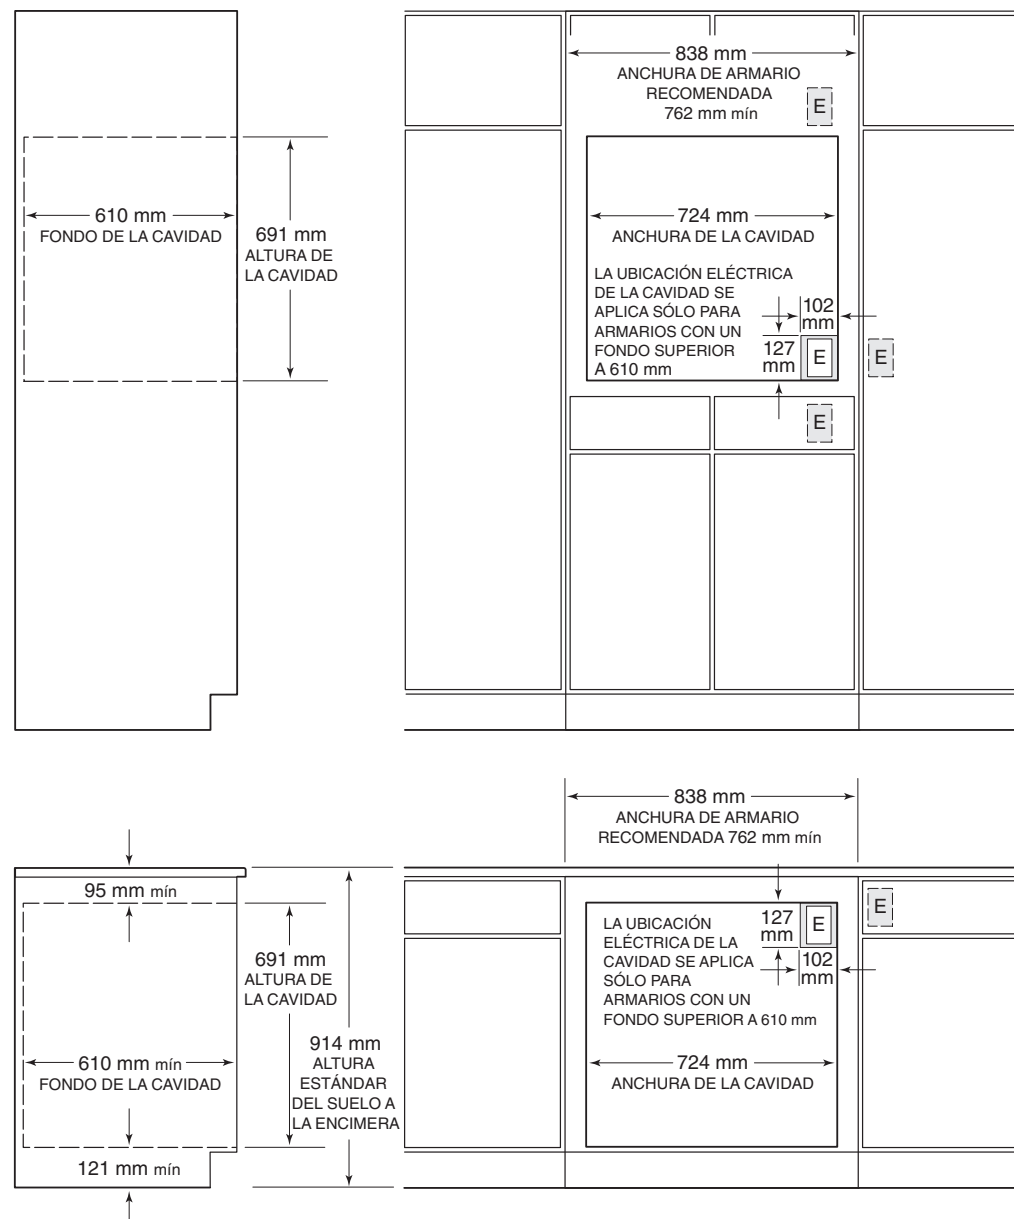 838 mm
ANCHURA DE ARMARIO
RECOMENDADA
762 mm mín
E
610 mm
FONDO DE LA CAVIDAD
691 mm
ALTURA DE
LA CAVIDAD
724 mm
ANCHURA DE LA CAVIDAD
LA UBICACIÓN ELÉCTRICA
DE LA CAVIDAD SE
APLICA SÓLO PARA
ARMARIOS CON UN
FONDO SUPERIOR
A 610 mm
102
mm
127
mm
E
E
E
838 mm
ANCHURA DE ARMARIO
RECOMENDADA 762 mm mín
95 mm mín
691 mm
ALTURA DE
LA CAVIDAD
610 mm mín
FONDO DE LA CAVIDAD
121 mm mín
914 mm
ALTURA
ESTÁNDAR
DEL SUELO A
LA ENCIMERA
LA UBICACIÓN
ELÉCTRICA DE LA
CAVIDAD SE APLICA
SÓLO PARA
ARMARIOS CON UN
FONDO SUPERIOR A 610 mm
127
mm
E
102
mm
E
724 mm
ANCHURA DE LA CAVIDAD